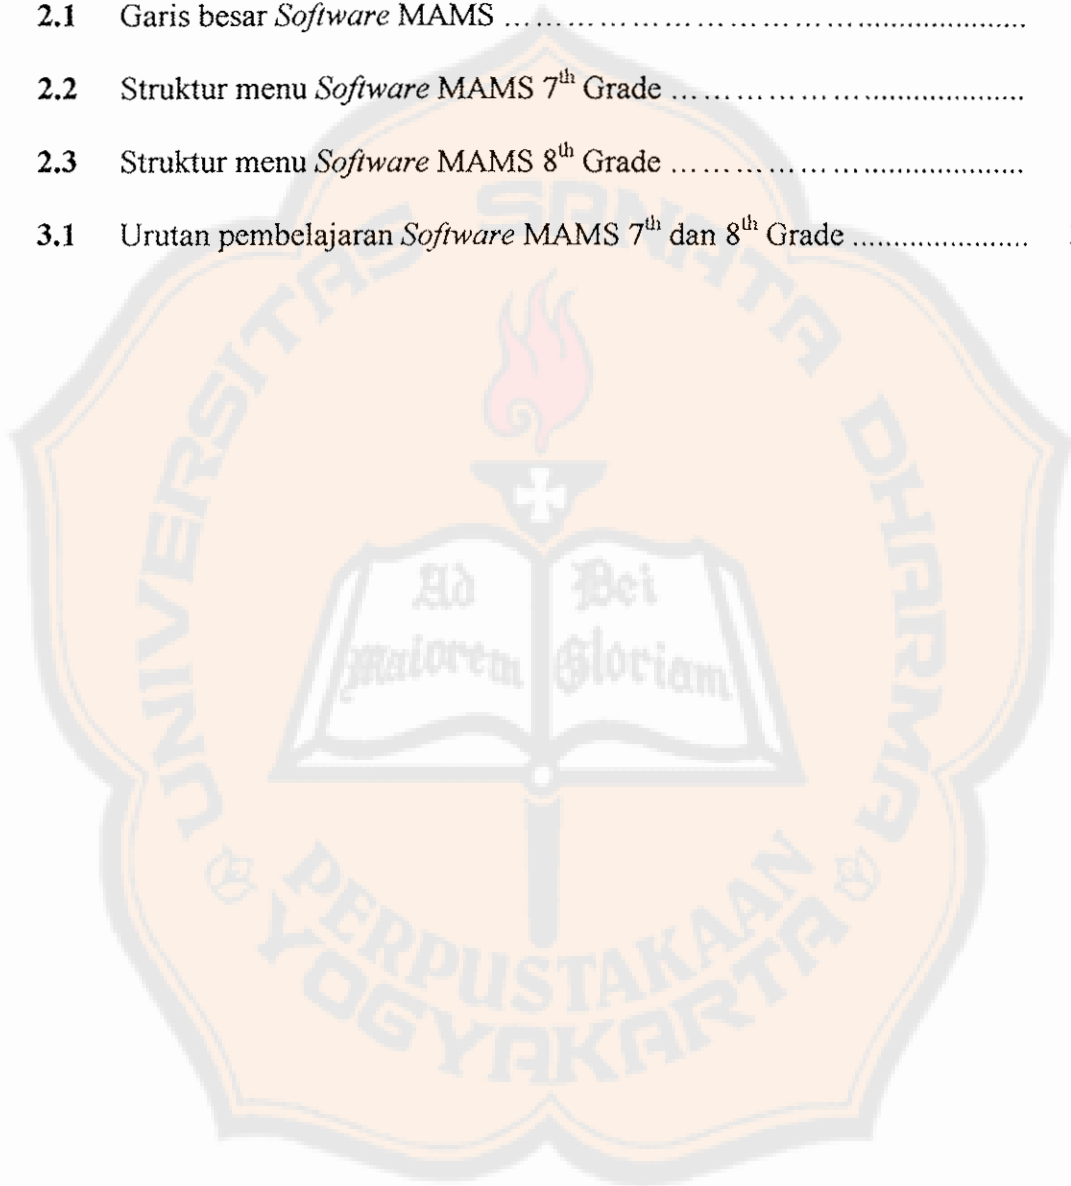 2.1 Garis besar Software MAMS ........................................................
2.2 Struktur menu Software MAMS 7th Grade ........................................
2.3 Struktur menu Software MAMS 8th Grade ........................................
3.1 Urutan pembelajaran Software MAMS 7th dan 8th Grade ......................
UNIVERSITAS SANATA DHARMA
Ad Maiorem
Dei Gloriam
PERPUSTAKAAN
YOGYAKARTA